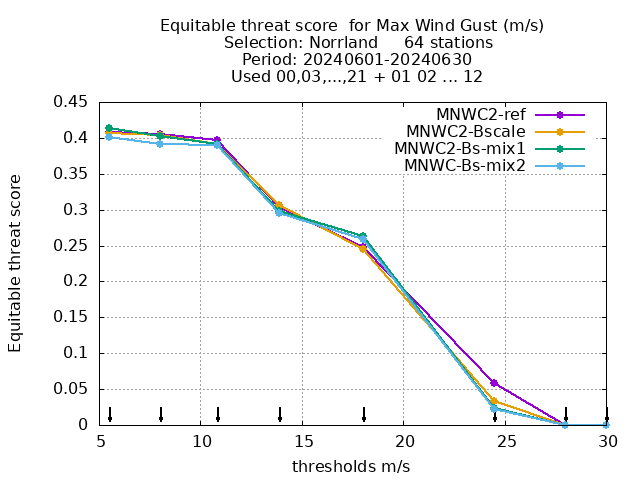 Equitable threat score  for Max Wind Gust (m/s)
Selection: Norrland     64 stations
Period: 20240601-20240630
Used 00,03,...,21 + 01 02 ... 12
MNWC2-ref
MNWC2-Bscale
MNWC2-Bs-mix1
MNWC-Bs-mix2
Equitable threat score
0.45
0.4
0.35
0.3
0.25
0.2
0.15
0.1
0.05
0
5 10 15 20 25 30
thresholds m/s